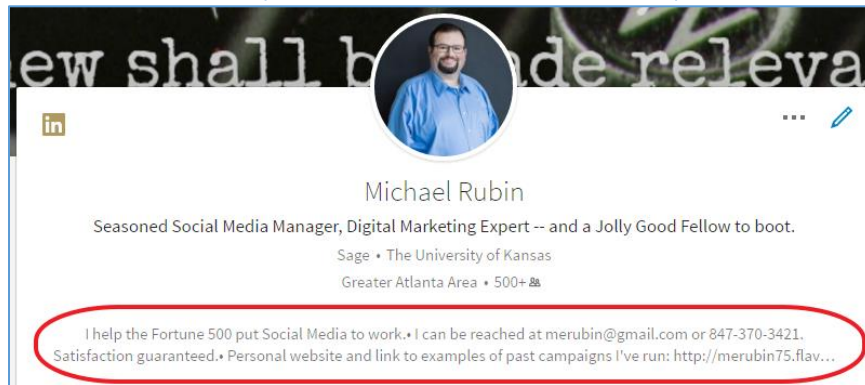 ew shall b ade releva
in
Michael Rubin
Seasoned Social Media Manager, Digital Marketing Expert -- and a Jolly Good Fellow to boot.
Sage • The University of Kansas
Greater Atlanta Area • 500+
I help the Fortune 500 put Social Media to work.• I can be reached at merubin@gmail.com or 847-370-3421.
Satisfaction guaranteed.• Personal website and link to examples of past campaigns I've run: http://merubin75.flav…